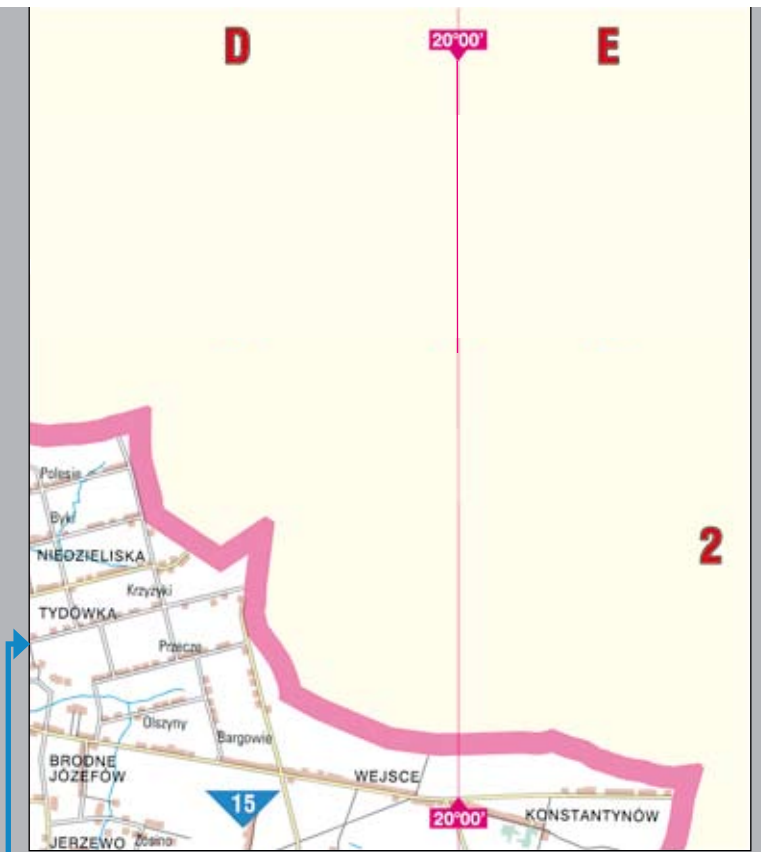 D
20°00'
E
Polesie
Byki
2
NIEDZIELISKA
Krzyżyki
TYDÓWKA
Przecze
Olszyny
Bargowie
BRODNE
JÓZEFÓW
WEJSCE
15
20°00'
KONSTANTYNÓW
JERZEWO
Zosino